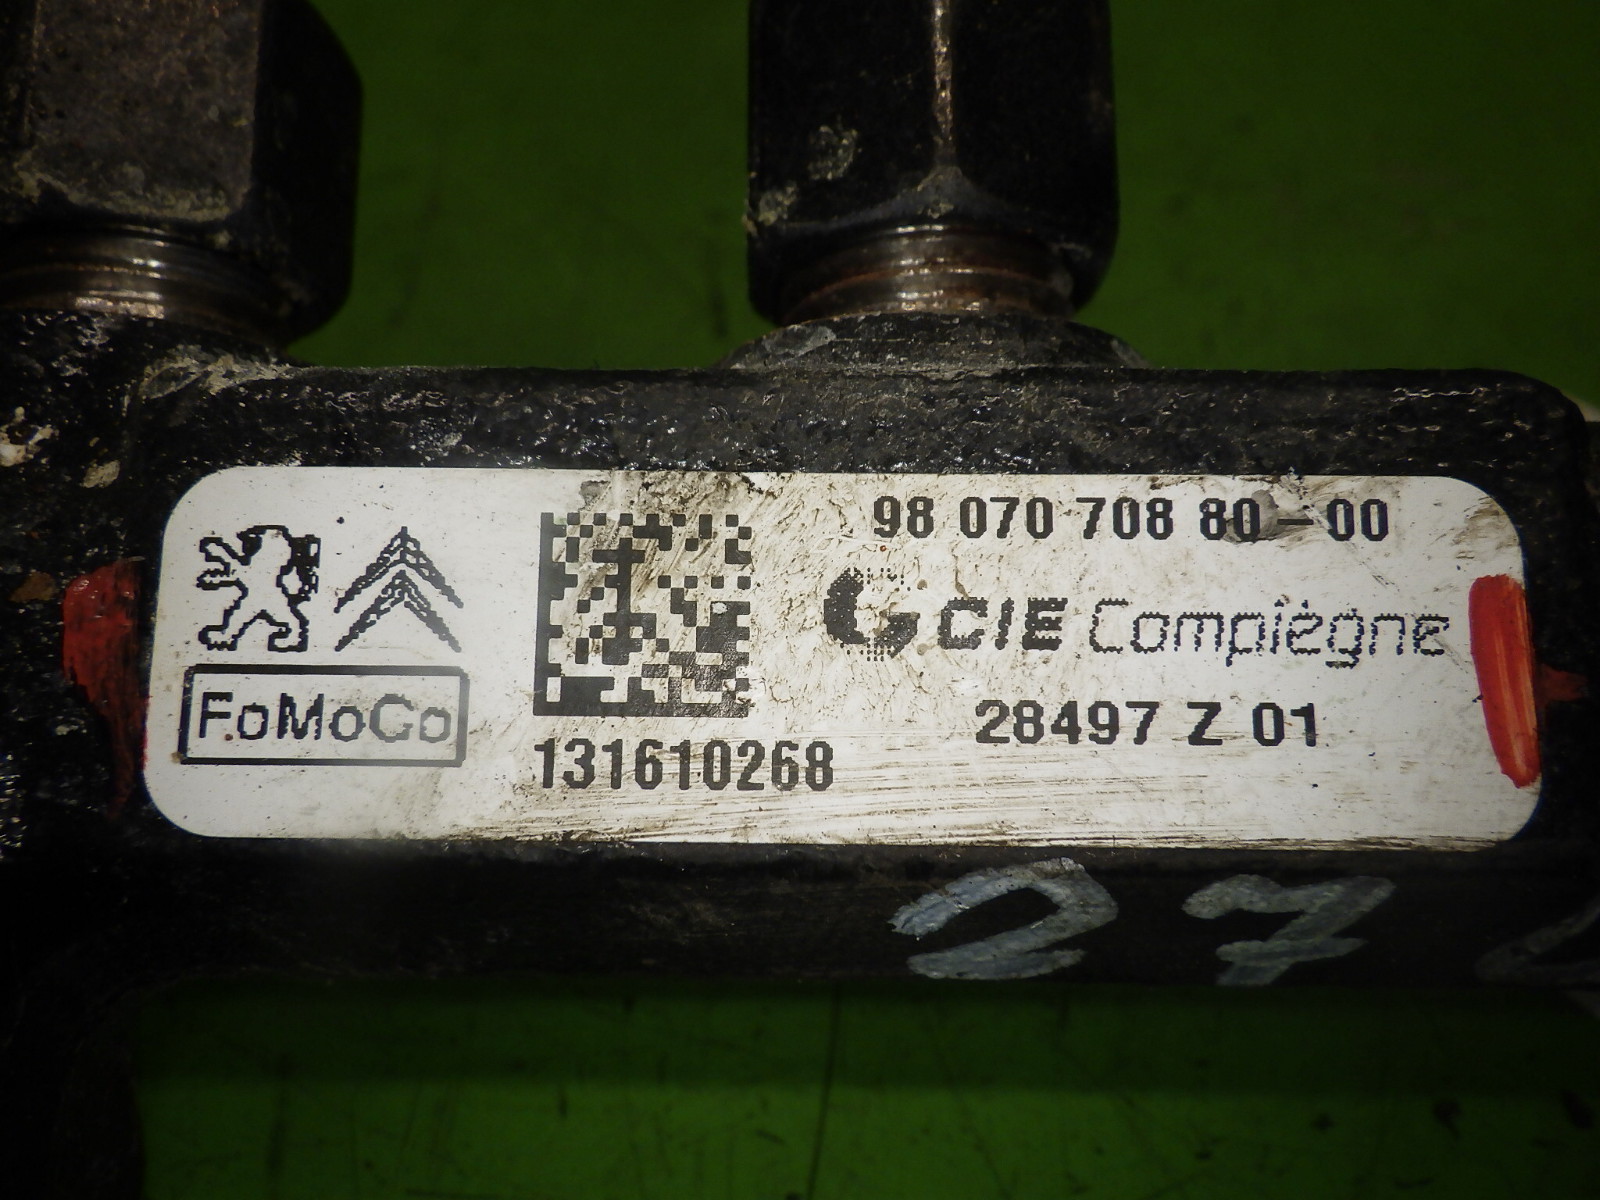 98 070 708 80-00
CIE Compiègne
28497 Z 01
FoMoCo
131610268
27